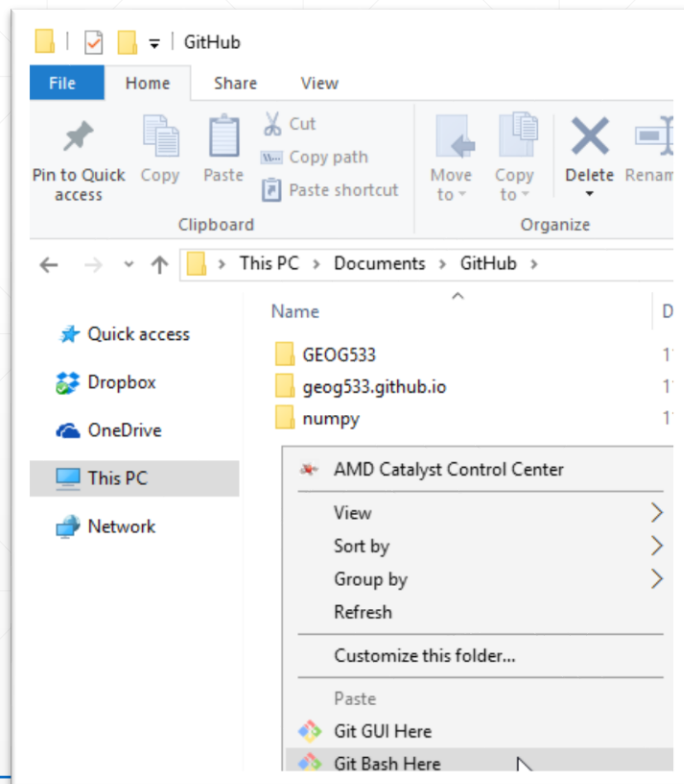 GitHub
File Home Share View
Pin to Quick access
Copy
Paste
Cut
Copy path
Paste shortcut
Move to
Copy to
Delete
Clipboard
Organize
This PC > Documents > GitHub >
Quick access
Dropbox
OneDrive
This PC
Network
Name
GEOG533
geog533.github.io
numpy
AMD Catalyst Control Center
View
Sort by
Group by
Refresh
Customize this folder...
Paste
Git GUI Here
Git Bash Here